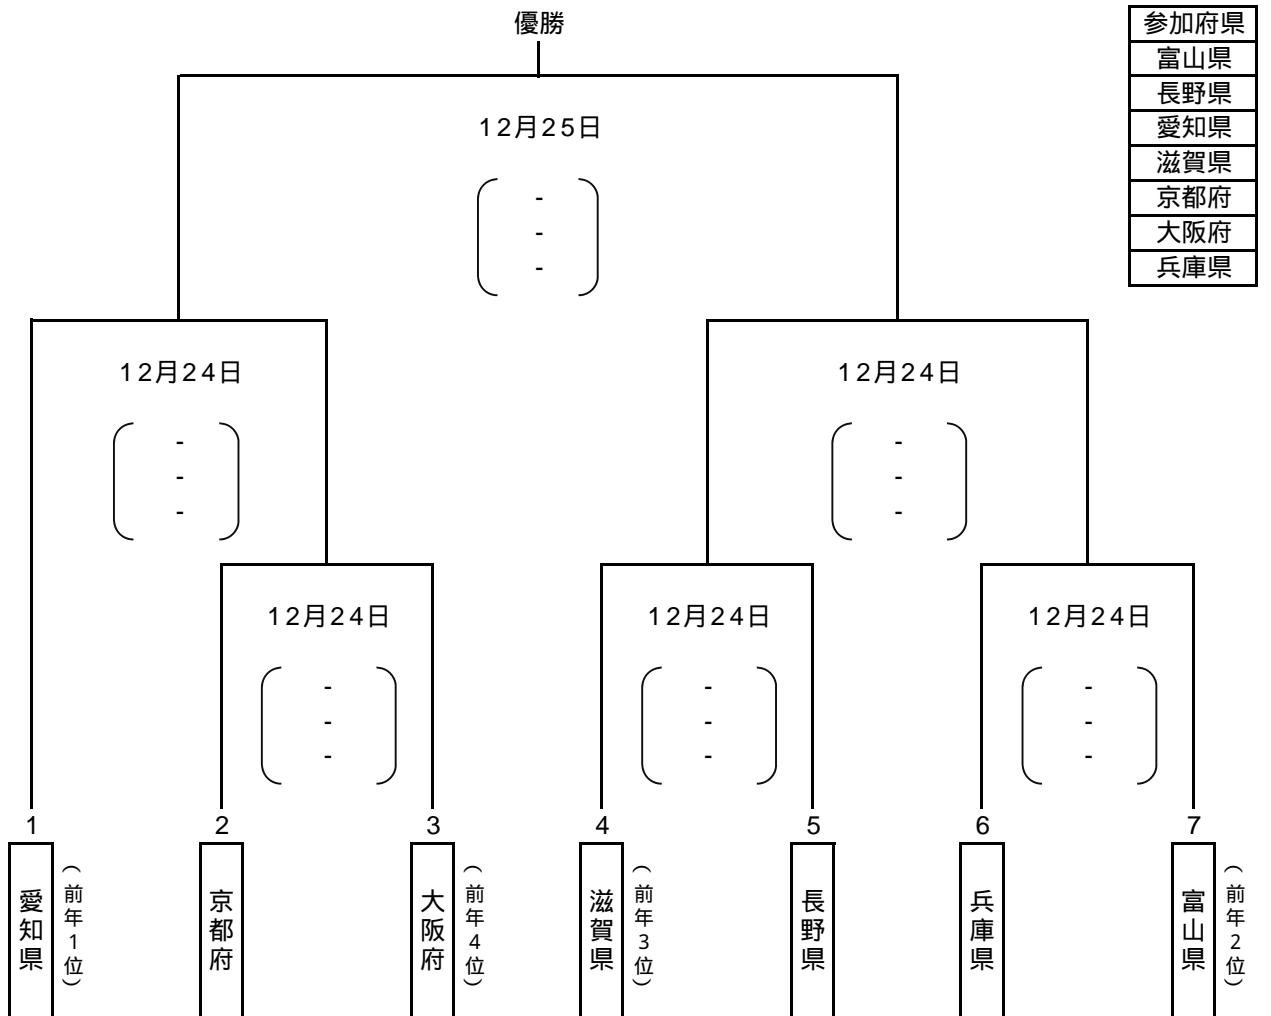 優勝
参加府県
富山県
長野県
愛知県
滋賀県
京都府
大阪府
兵庫県
12月25日
-
-
-
12月24日
-
-
-
12月24日
-
-
-
12月24日
-
-
-
12月24日
-
-
-
12月24日
-
-
-
1
愛知県
(前年1位)
2
京都府
3
大阪府
(前年4位)
4
滋賀県
(前年3位)
5
長野県
6
兵庫県
7
富山県
(前年2位)